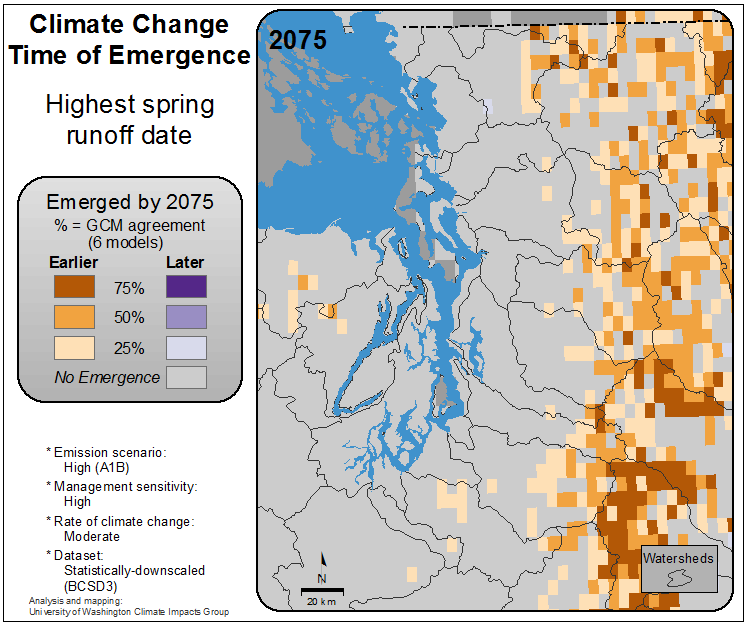 Climate Change
Time of Emergence
Highest spring
runoff date
Emerged by 2075
% = GCM agreement
(6 models)
Earlier Later
75%
50%
25%
No Emergence
* Emission scenario:
High (A1B)
* Management sensitivity:
High
* Rate of climate change:
Moderate
* Dataset:
Statistically-downscaled
(BCSD3)
Analysis and mapping:
University of Washington Climate Impacts Group
2075
N
20 km
Watersheds